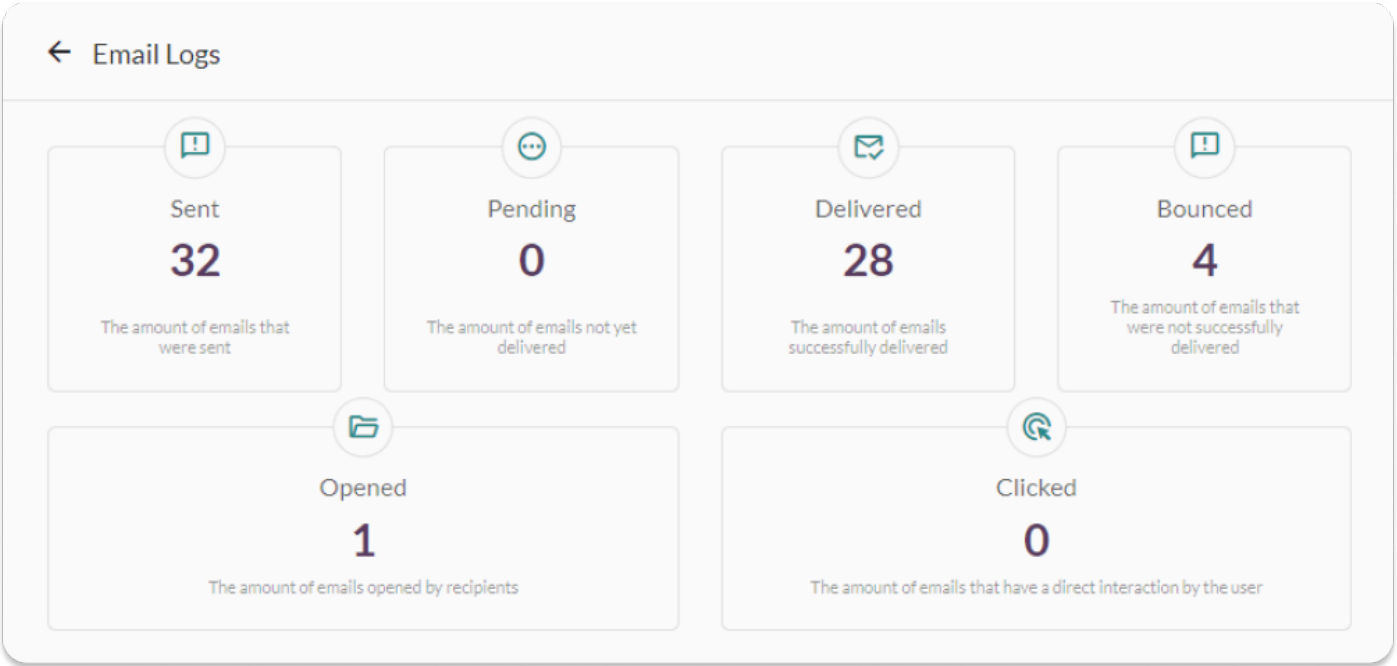 Email Logs
Sent
32
The amount of emails that
were sent
Pending
0
The amount of emails not yet
delivered
Delivered
28
The amount of emails
successfully delivered
Bounced
4
The amount of emails that
were not successfully
delivered
Opened
1
The amount of emails opened by recipients
Clicked
0
The amount of emails that have a direct interaction by the user